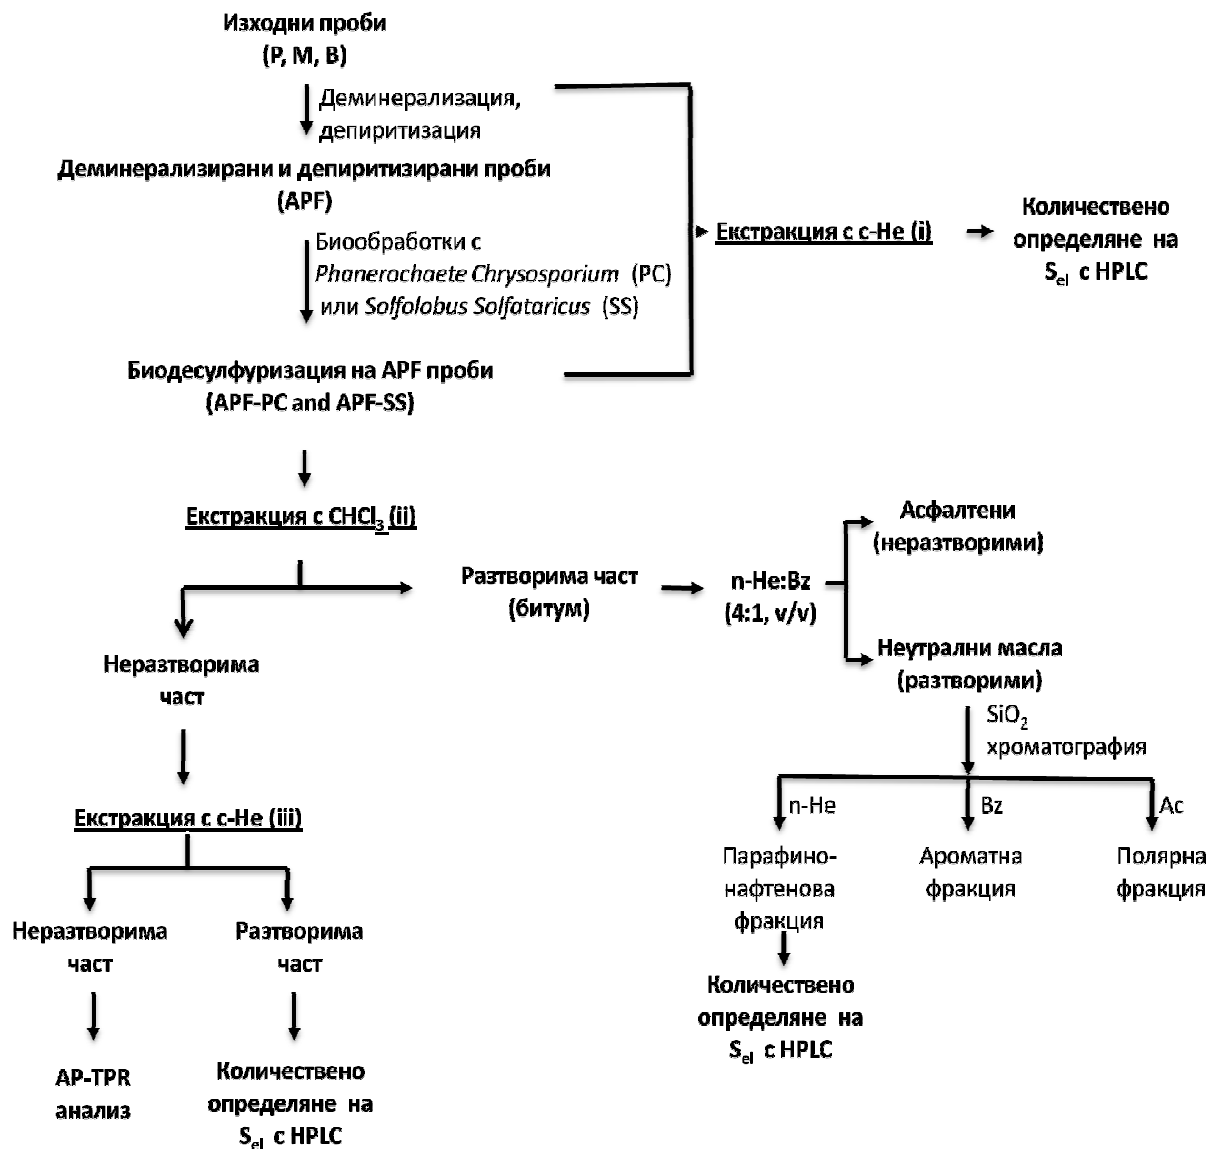 Изходни проби
(P, M, B)
Деминерализация,
депиритизация
Деминерализирани и депиритизирани проби
(APF)
Биообработки с
Phanerochaete Chrysosporium (PC)
или Solfolobus Solfataricus (SS)
Екстракция с c-He (i)
Количествено
определяне на
Sel с HPLC
Биодесулфуризация на APF проби
(APF-PC and APF-SS)
Екстракция с CHCl3 (ii)
Разтворима част
(битум)
n-He:Bz
(4:1, v/v)
Асфалтени
(неразтворими)
Неутрални масла
(разтворими)
SiO2
хроматография
n-He
Bz
Ac
Парафино-
нафтенова
фракция
Ароматна
фракция
Полярна
фракция
Количествено
определяне на
Sel с HPLC
Неразтворима
част
Екстракция с c-He (iii)
Неразтворима
част
Разтворима
част
AP-TPR
анализ
Количествено
определяне на
Sel с HPLC